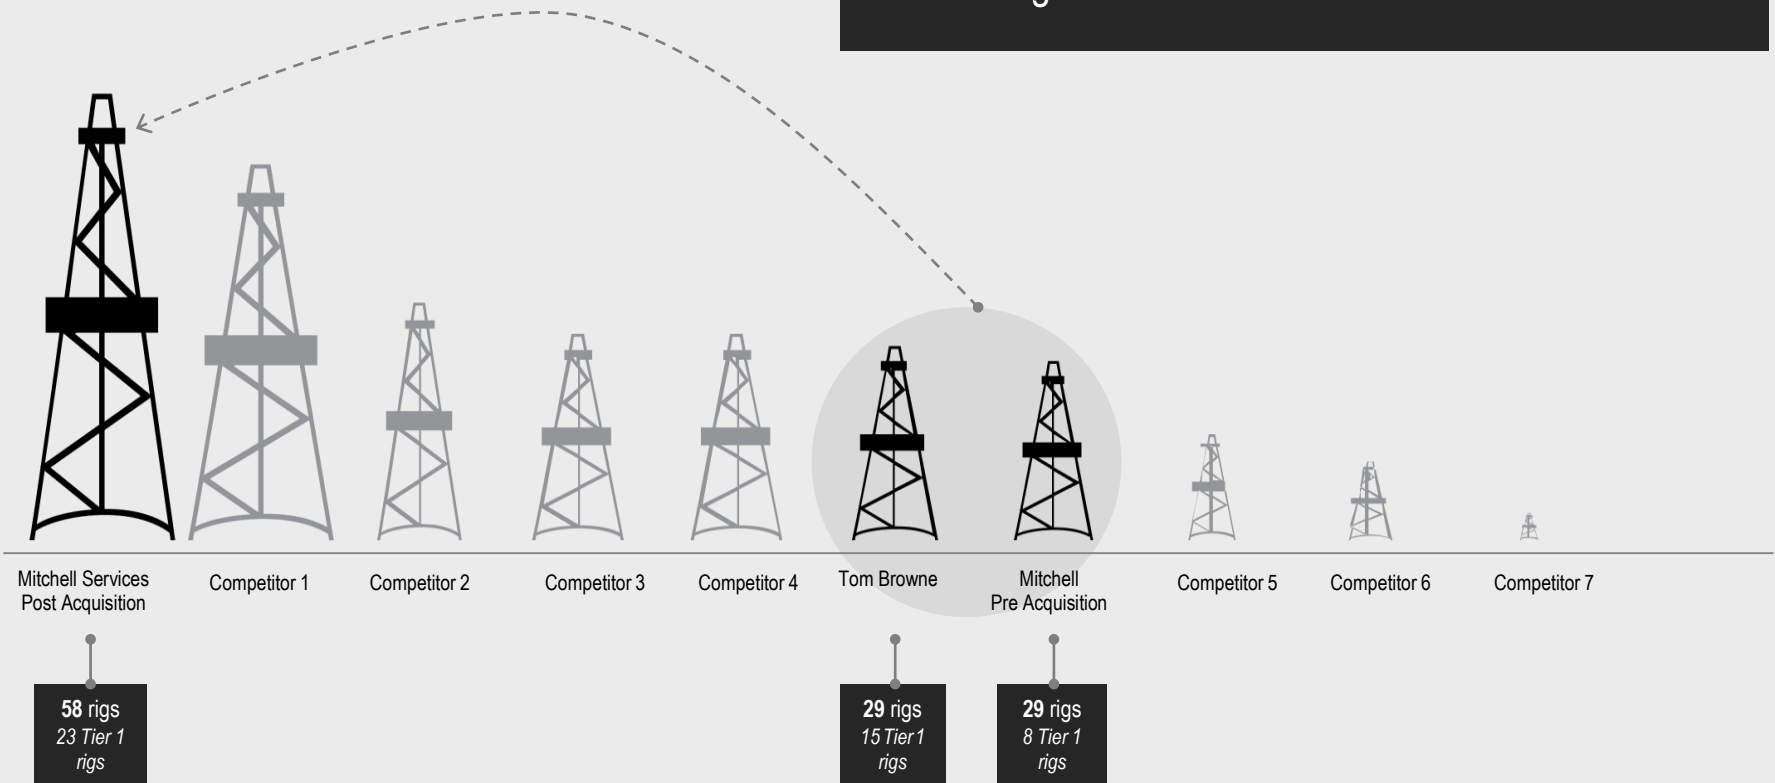 Mitchell Services
Post Acquisition
Competitor 1
Competitor 2
Competitor 3
Competitor 4
Tom Browne
Mitchell
Pre Acquisition
Competitor 5
Competitor 6
Competitor 7
58 rigs
23 Tier 1
rigs
29 rigs
15 Tier 1
rigs
29 rigs
8 Tier 1
rigs